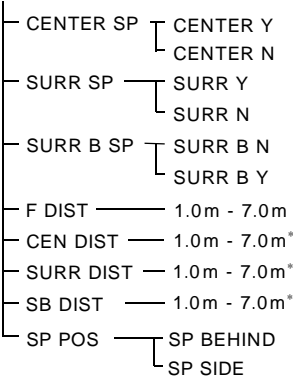 CENTER SP CENTER Y
CENTER N
SURR SP SURR Y
SURR N
SURR B SP SURR B N
SURR B Y
F DIST 1.0m - 7.0m
CEN DIST 1.0m - 7.0m*
SURR DIST 1.0m - 7.0m*
SB DIST 1.0m - 7.0m*
SP POS SP BEHIND
SP SIDE